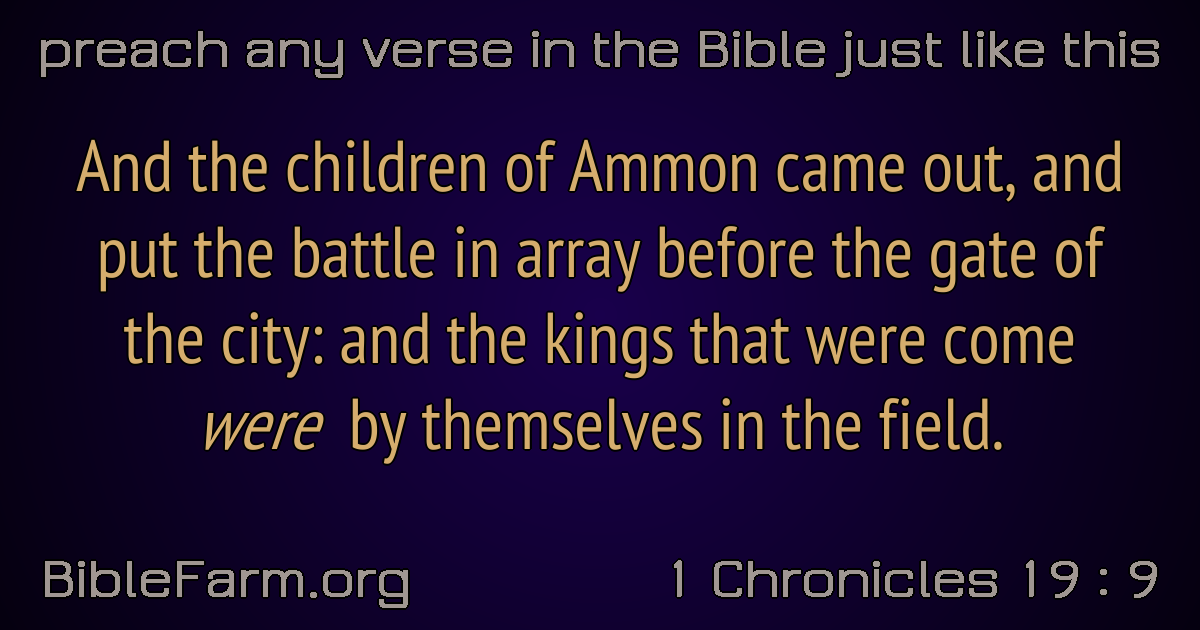 preach any verse in the Bible just like this
And the children of Ammon came out, and
put the battle in array before the gate of
the city: and the kings that were come
were by themselves in the field.
BibleFarm.org
1 Chronicles 19 : 9